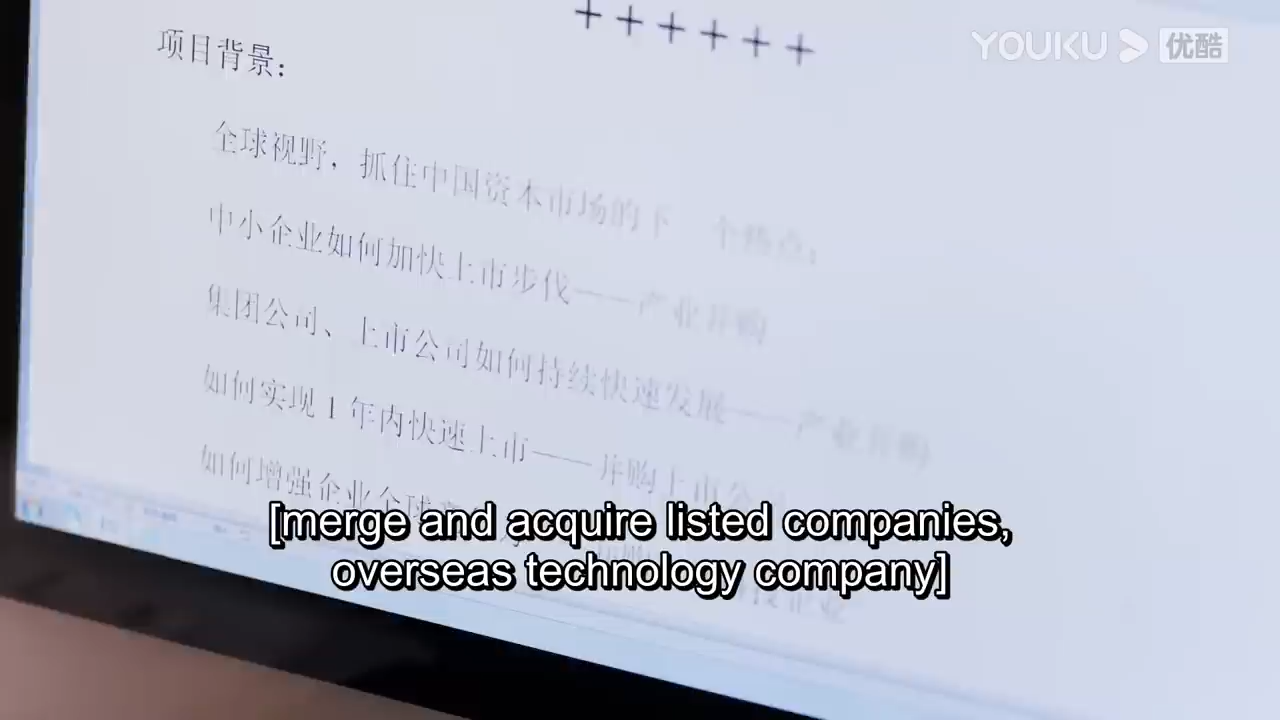 ++++++
YOUKU 优酷
项目背景：
全球视野，抓住中国资本市场的下一个热点；
中小企业如何加快上市步伐——产业并购
集团公司、上市公司如何持续快速发展——产业并购
如何实现1年内快速上市——并购上市公
如何增强企业全球
[merge and acquire listed companies,
overseas technology company]